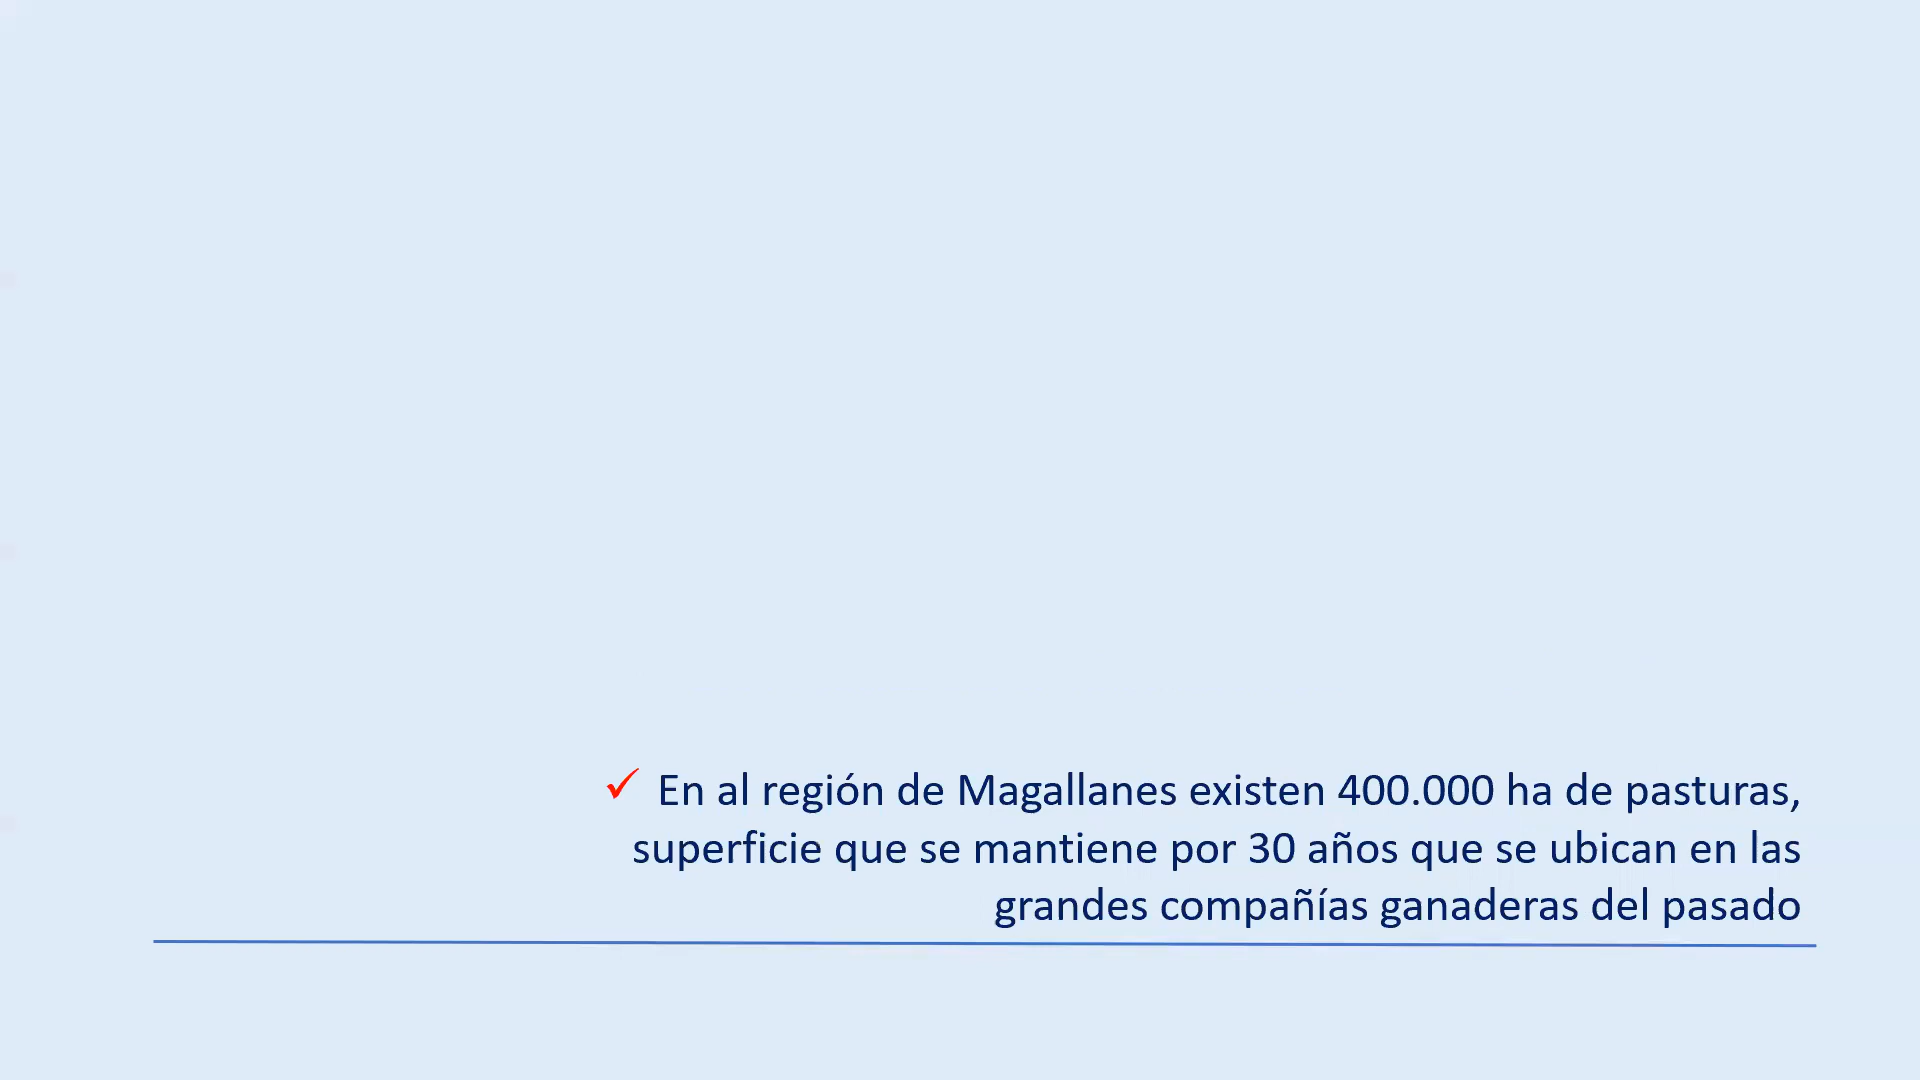 ✓ En al región de Magallanes existen 400.000 ha de pasturas,
superficie que se mantiene por 30 años que se ubican en las
grandes compañías ganaderas del pasado